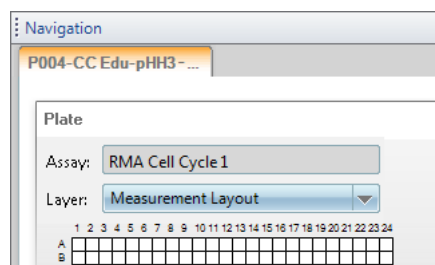 Navigation
P004-CC Edu-pHH3-...
Plate
Assay: RMA Cell Cycle 1
Layer: Measurement Layout
1 2 3 4 5 6 7 8 9 10 11 12 13 14 15 16 17 18 19 20 21 22 23 24
A
B